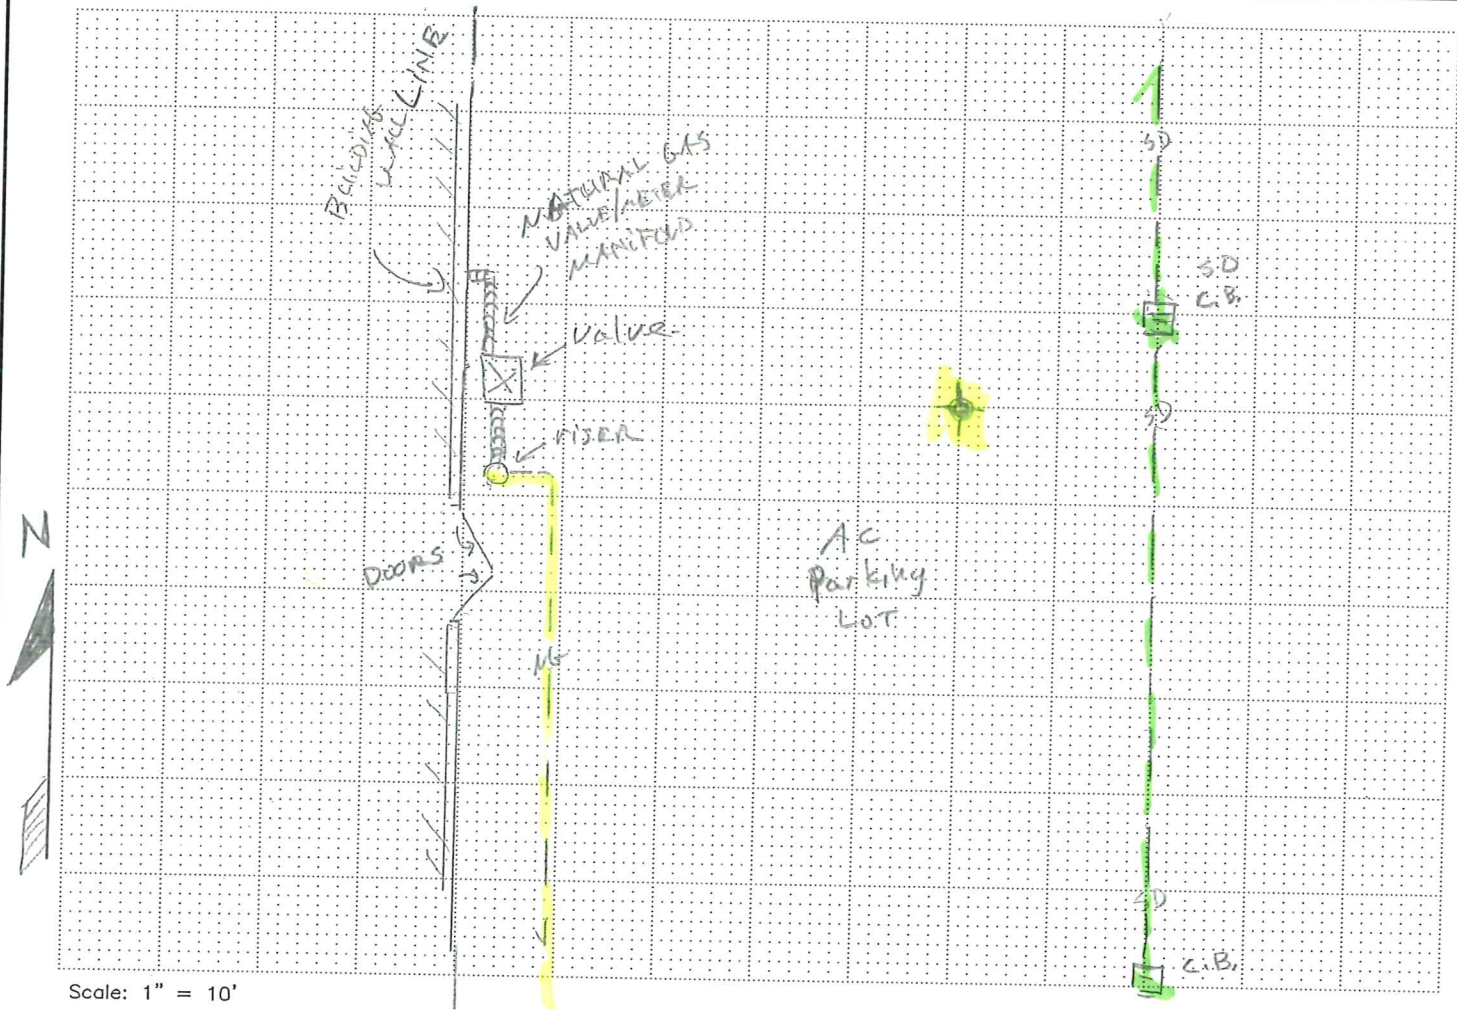 BUILDING
WALL LINE
NATURAL GAS
VALVE/METER
MANIFOLD
Valve
RISER
DOORS
NG
N
AC
Parking
LOT
SD
S.D
C.B.
SD
SD
C.B.
Scale: 1" = 10'